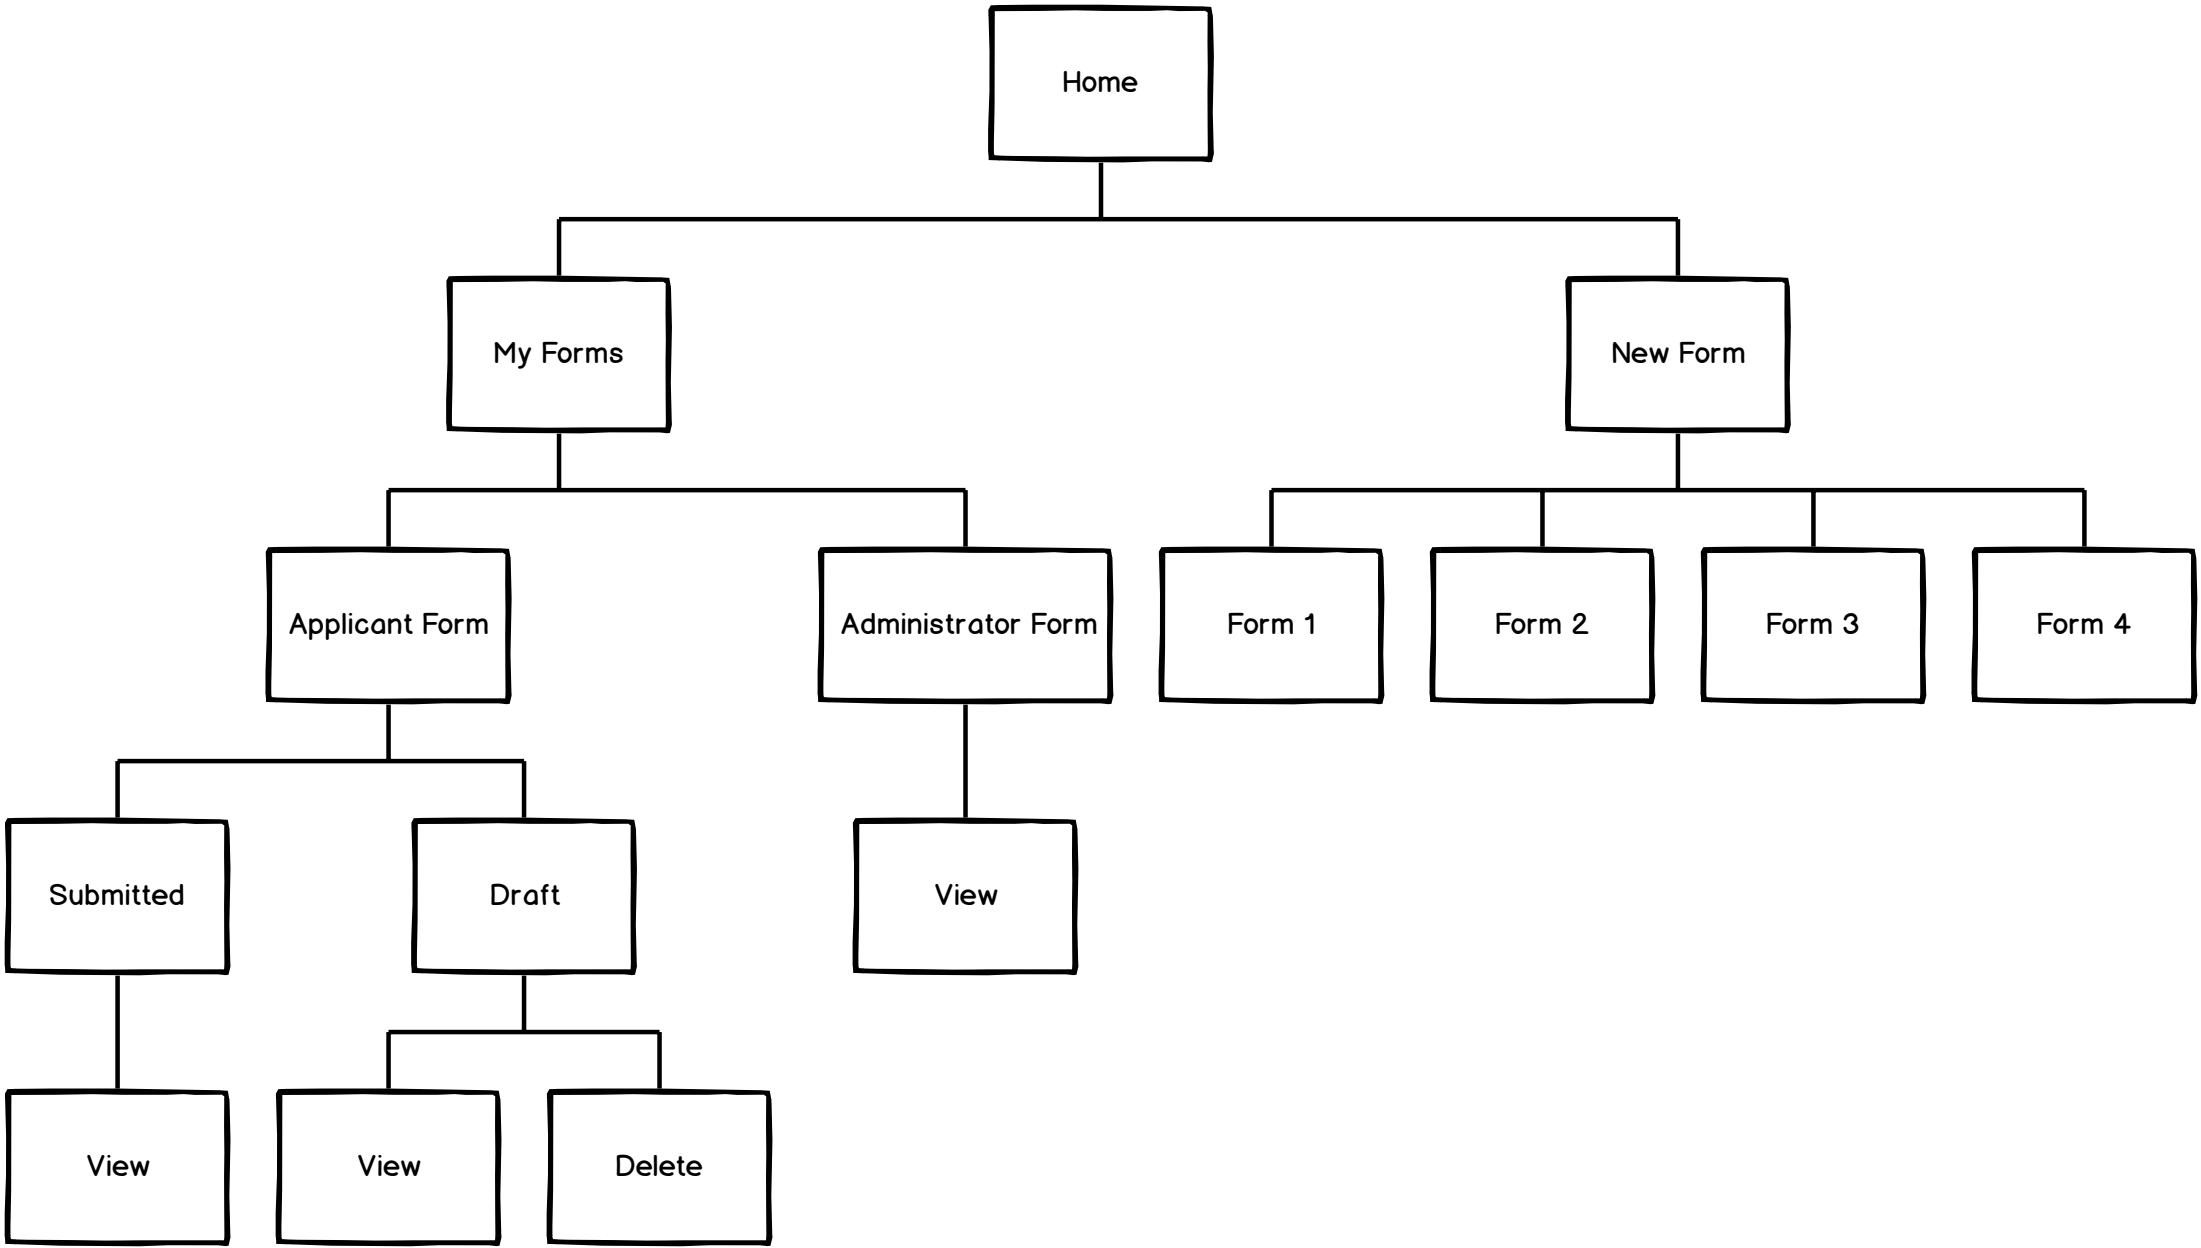 Home
My Forms
New Form
Applicant Form
Administrator Form
Form 1
Form 2
Form 3
Form 4
Submitted
Draft
View
View
View
Delete